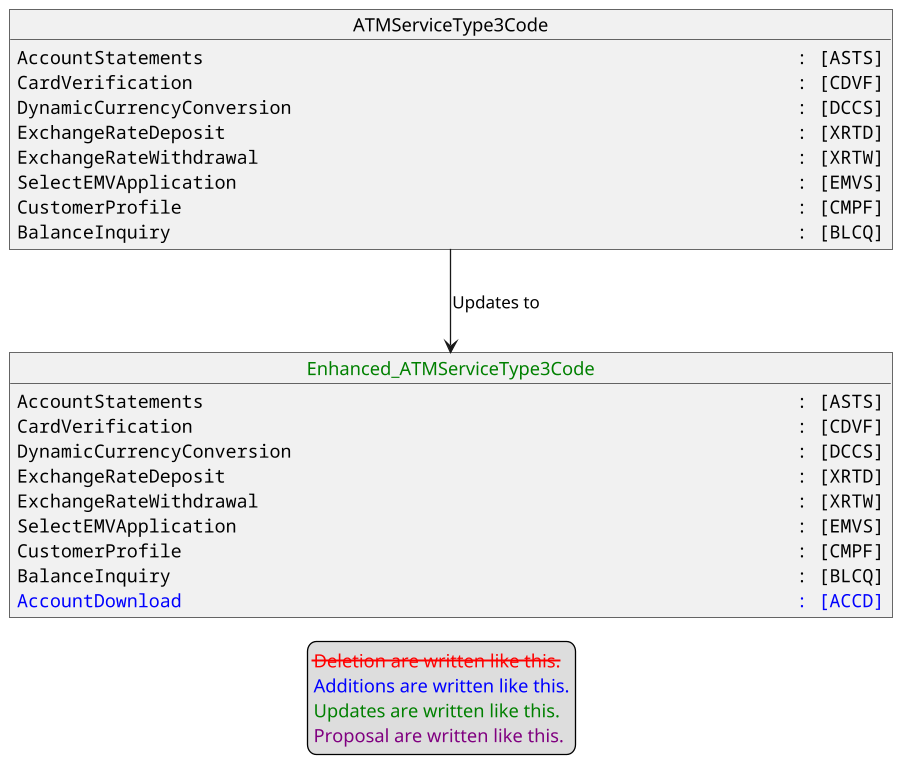 ATMServiceType3Code
AccountStatements : [ASTS]
CardVerification : [CDVF]
DynamicCurrencyConversion : [DCCS]
ExchangeRateDeposit : [XRTD]
ExchangeRateWithdrawal : [XRTW]
SelectEMVApplication : [EMVS]
CustomerProfile : [CMPF]
BalanceInquiry : [BLCQ]
Updates to
Enhanced_ATMServiceType3Code
AccountStatements : [ASTS]
CardVerification : [CDVF]
DynamicCurrencyConversion : [DCCS]
ExchangeRateDeposit : [XRTD]
ExchangeRateWithdrawal : [XRTW]
SelectEMVApplication : [EMVS]
CustomerProfile : [CMPF]
BalanceInquiry : [BLCQ]
AccountDownload : [ACCD]
Deletion are written like this.
Additions are written like this.
Updates are written like this.
Proposal are written like this.